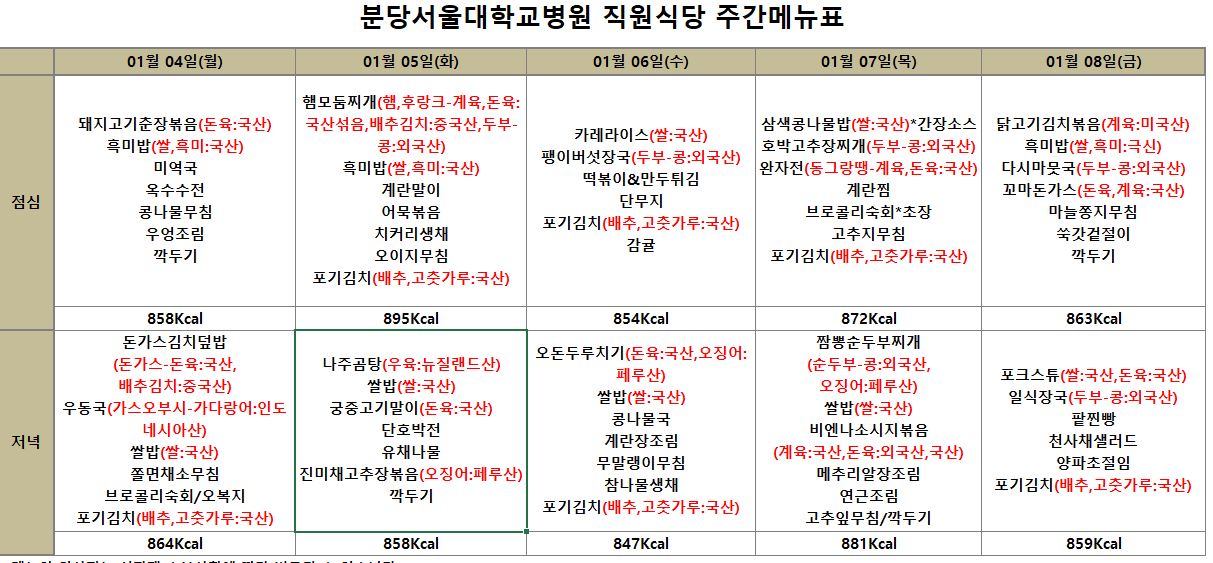 분당서울대학교병원 직원식당 주간메뉴표
01월 04일(월)
01월 05일(화)
01월 06일(수)
01월 07일(목)
01월 08일(금)
점심
돼지고기춘장볶음(돈육:국산)
흑미밥(쌀,흑미:국산)
미역국
옥수수전
콩나물무침
우엉조림
깍두기
햄모둠찌개(햄,후랑크-계육,돈육:
국산섞음,배추김치:중국산,두부-
콩:외국산)
흑미밥(쌀,흑미:국산)
계란말이
어묵볶음
치커리생채
오이지무침
포기김치(배추,고춧가루:국산)
카레라이스(쌀:국산)
팽이버섯장국(두부-콩:외국산)
떡볶이&만두튀김
단무지
포기김치(배추,고춧가루:국산)
감귤
삼색콩나물밥(쌀:국산)*간장소스
호박고추장찌개(두부-콩:외국산)
완자전(동그랑땡-계육,돈육:국산)
계란찜
브로콜리숙회*초장
고추지무침
포기김치(배추,고춧가루:국산)
닭고기김치볶음(계육:미국산)
흑미밥(쌀,흑미:국신)
다시마뭇국(두부-콩:외국산)
꼬마돈가스(돈육,계육:국산)
마늘쫑지무침
쑥갓겉절이
깍두기
858Kcal
895Kcal
854Kcal
872Kcal
863Kcal
저녁
돈가스김치덮밥
(돈가스-돈육:국산,
배추김치:중국산)
우동국(가스오부시-가다랑어:인도
네시아산)
쌀밥(쌀:국산)
쫄면채소무침
브로콜리숙회/오복지
포기김치(배추,고춧가루:국산)
나주곰탕(우육:뉴질랜드산)
쌀밥(쌀:국산)
궁중고기말이(돈육:국산)
단호박전
유채나물
진미채고추장볶음(오징어:페루산)
깍두기
오돈두루치기(돈육:국산,오징어:
페루산)
쌀밥(쌀:국산)
콩나물국
계란장조림
무말랭이무침
참나물생채
포기김치(배추,고춧가루:국산)
짬뽕순두부찌개
(순두부-콩:외국산,
오징어:페루산)
쌀밥(쌀:국산)
비엔나소시지볶음
(계육:국산,돈육:외국산,국산)
메추리알장조림
연근조림
고추잎무침/깍두기
포크스튜(쌀:국산,돈육:국산)
일식장국(두부-콩:외국산)
팥찐빵
천사채샐러드
양파초절임
포기김치(배추,고춧가루:국산)
864Kcal
858Kcal
847Kcal
881Kcal
859Kcal